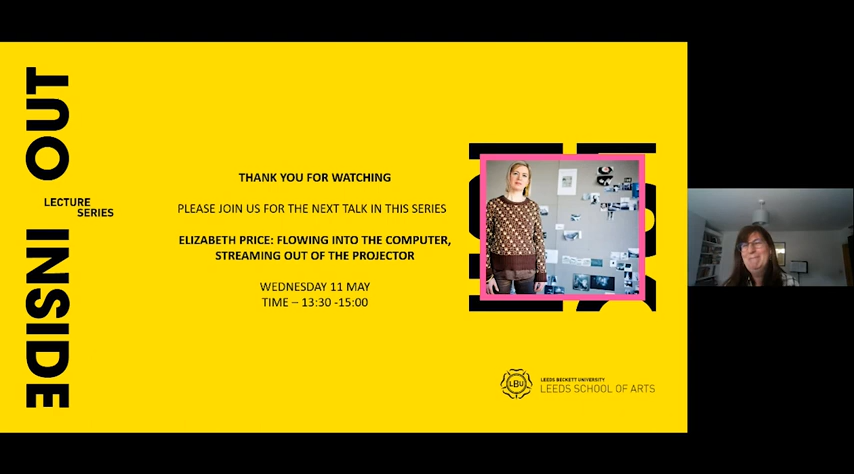 INSIDE OUT
LECTURE
SERIES
THANK YOU FOR WATCHING
PLEASE JOIN US FOR THE NEXT TALK IN THIS SERIES
ELIZABETH PRICE: FLOWING INTO THE COMPUTER,
STREAMING OUT OF THE PROJECTOR
WEDNESDAY 11 MAY
TIME – 13:30 -15:00
LBU
LEEDS BECKETT UNIVERSITY
LEEDS SCHOOL OF ARTS